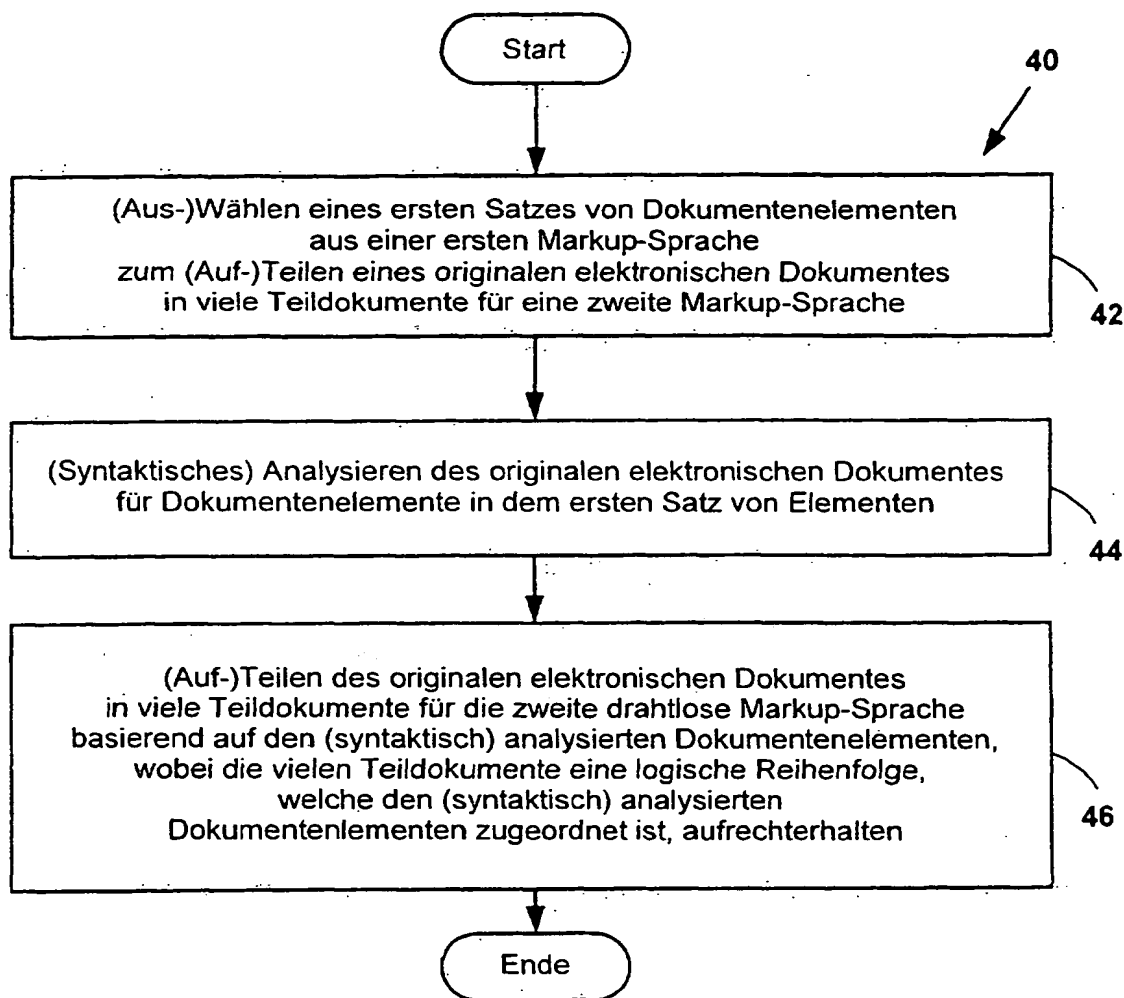 Start
40
(Aus-)Wählen eines ersten Satzes von Dokumentenelementen
aus einer ersten Markup-Sprache
zum (Auf-)Teilen eines originalen elektronischen Dokumentes
in viele Teildokumente für eine zweite Markup-Sprache
42
(Syntaktisches) Analysieren des originalen elektronischen Dokumentes
für Dokumentenelemente in dem ersten Satz von Elementen
44
(Auf-)Teilen des originalen elektronischen Dokumentes
in viele Teildokumente für die zweite drahtlose Markup-Sprache
basierend auf den (syntaktisch) analysierten Dokumentenelementen,
wobei die vielen Teildokumente eine logische Reihenfolge,
welche den (syntaktisch) analysierten
Dokumentenlementen zugeordnet ist, aufrechterhalten
46
Ende